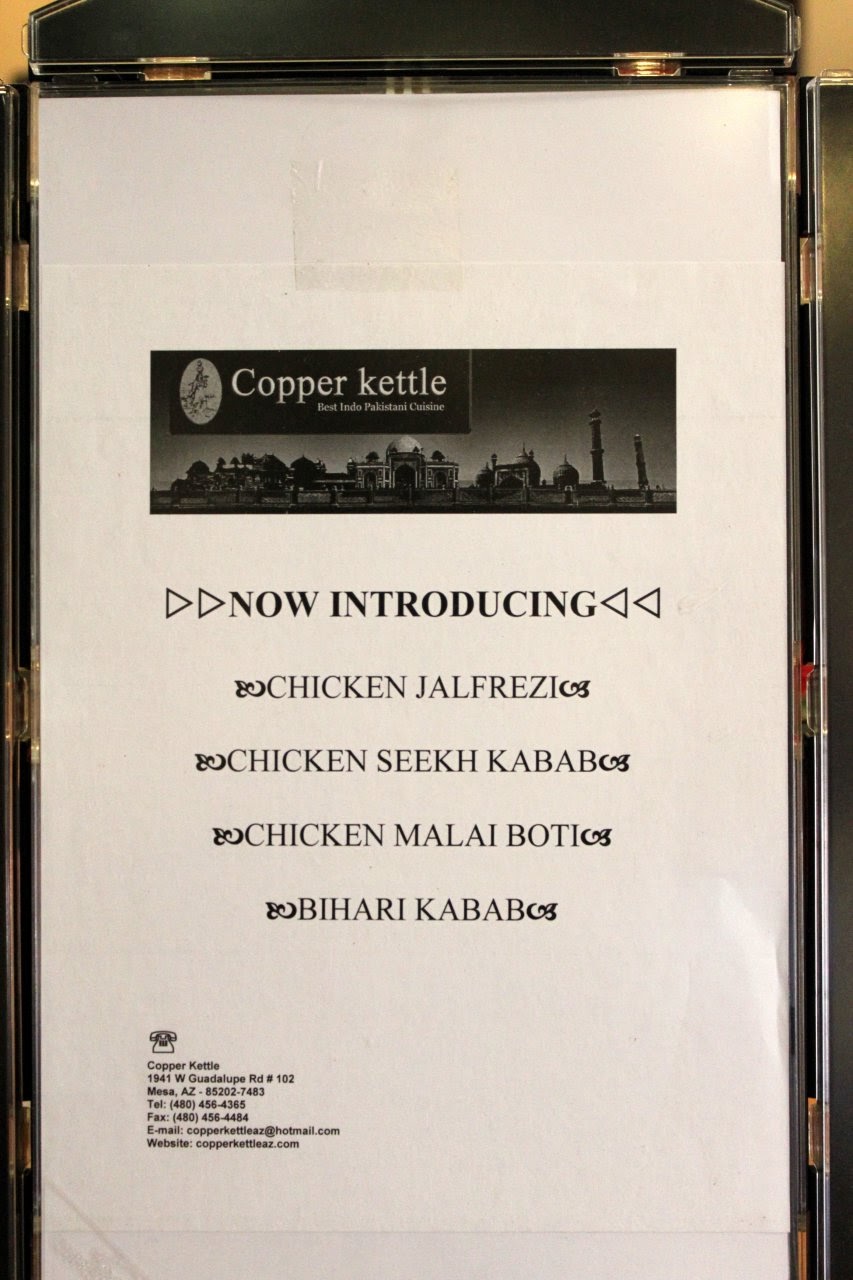 Copper kettle
Best Indo Pakistani Cuisine
▷▷NOW INTRODUCING◁◁
CHICKEN JALFREZI
CHICKEN SEEKH KABAB
CHICKEN MALAI BOTI
BIHARI KABAB
Copper Kettle
1941 W Guadalupe Rd # 102
Mesa, AZ - 85202-7483
Tel: (480) 456-4365
Fax: (480) 456-4484
E-mail: copperkettleaz@hotmail.com
Website: copperkettleaz.com